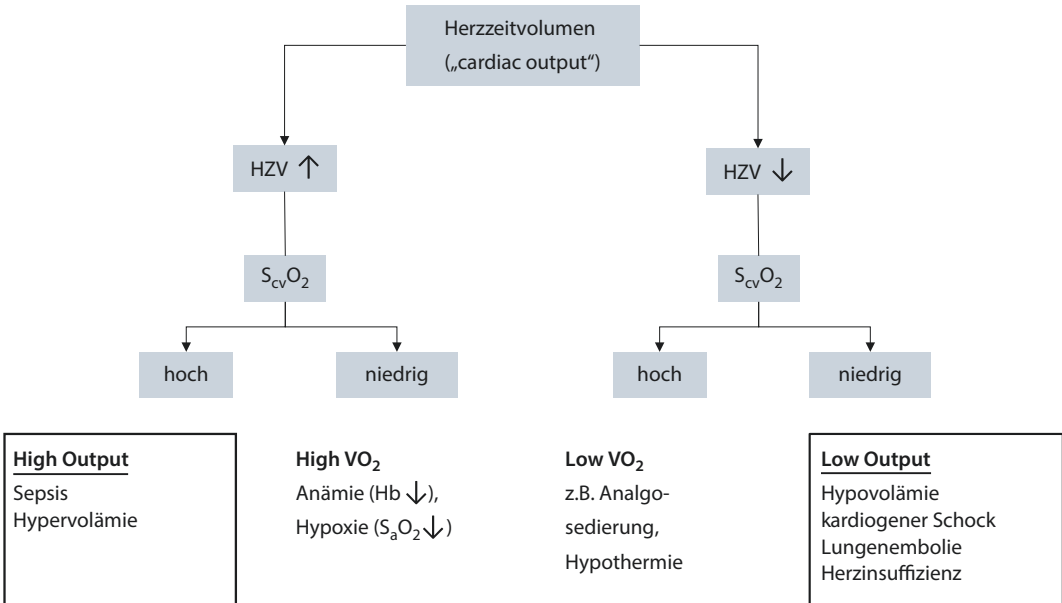 Herzzeitvolumen
(„cardiac output“)
HZV ↑
HZV ↓
ScvO2
ScvO2
hoch
niedrig
hoch
niedrig
High Output
Sepsis
Hypervolämie
High VO2
Anämie (Hb ↓),
Hypoxie (SaO2↓)
Low VO2
z.B. Analgo-
sedierung,
Hypothermie
Low Output
Hypovolämie
kardiogener Schock
Lungenembolie
Herzinsuffizienz